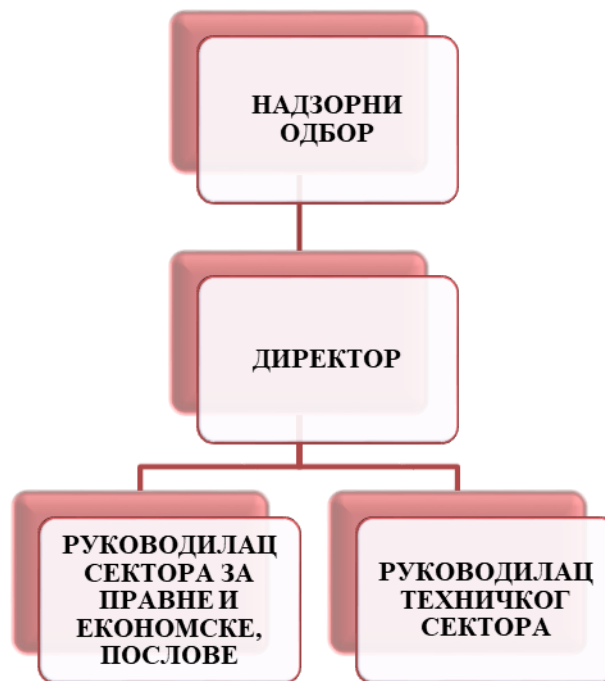 НАДЗОРНИ
ОДБОР
ДИРЕКТОР
РУКОВОДИЛАЦ
СЕКТОРА ЗА
ПРАВНЕ И
ЕКОНОМСКЕ,
ПОСЛОВЕ
РУКОВОДИЛАЦ
ТЕХНИЧКОГ
СЕКТОРА